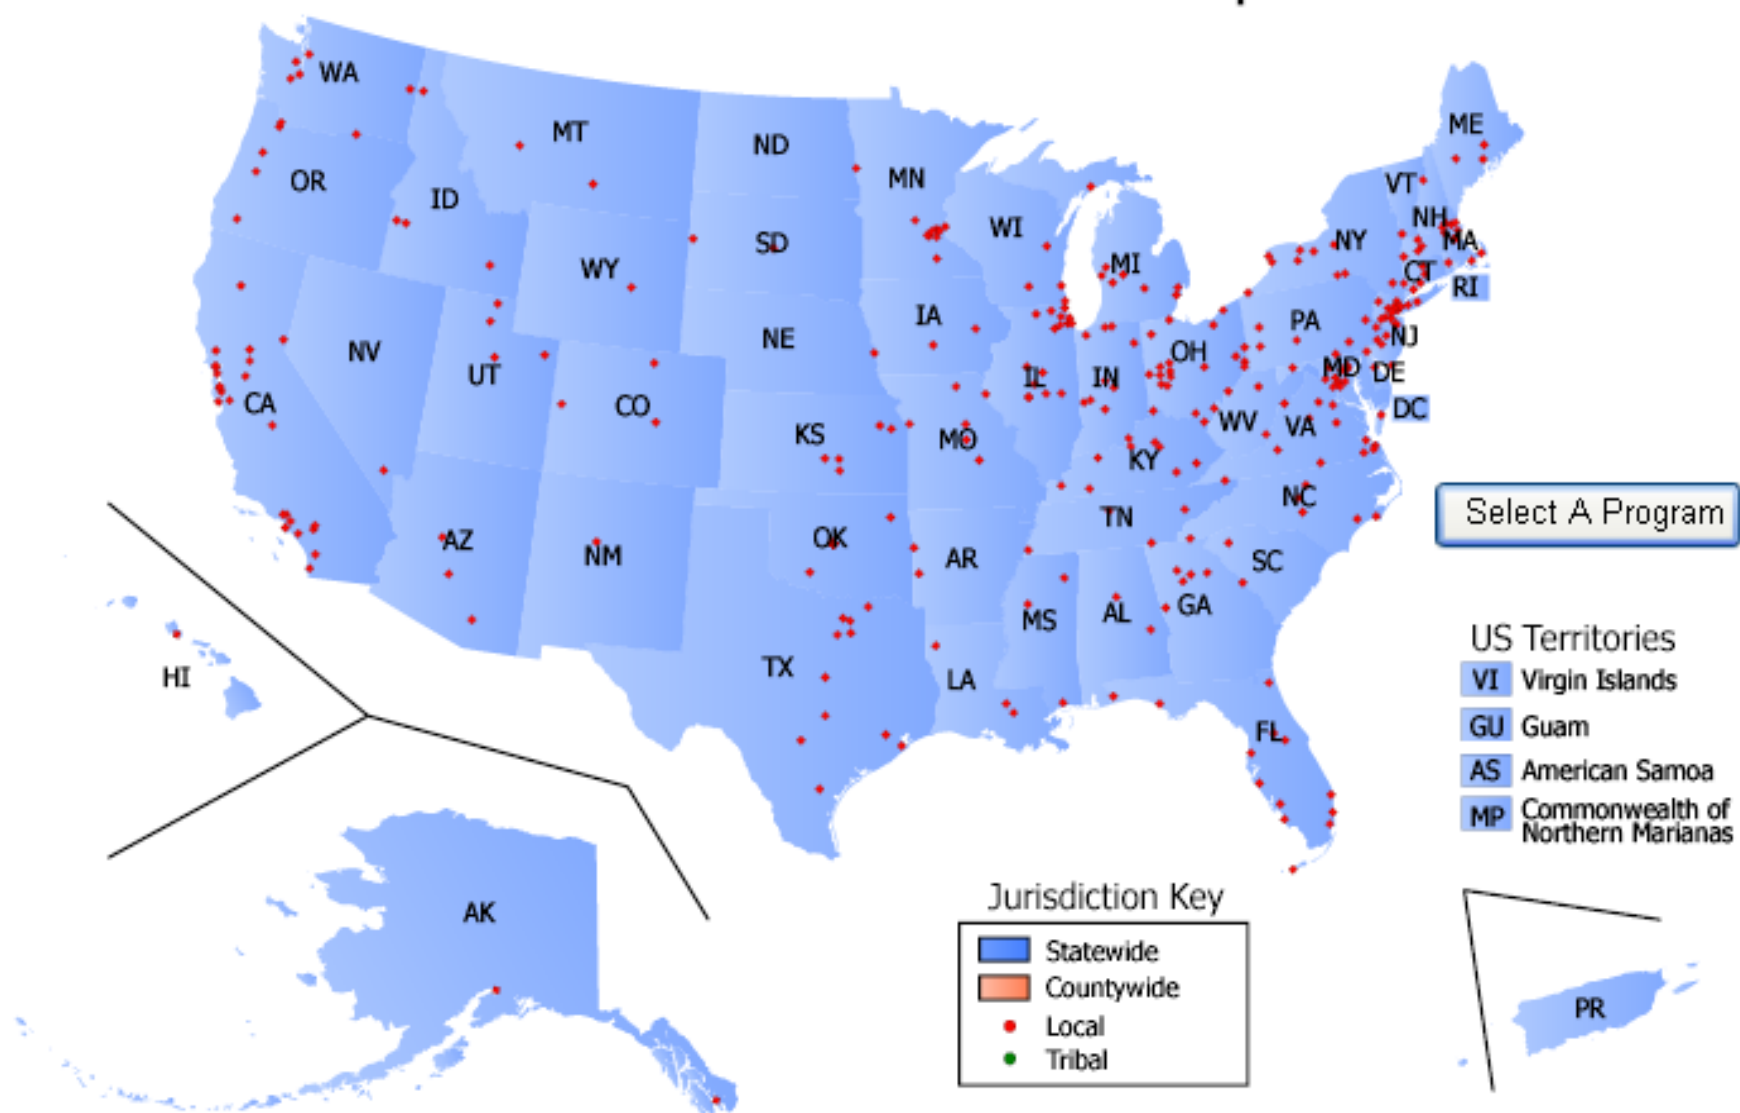 WA
MT
ND
ME
MN
VT
OR
ID
NH
WI
NY
MA
SD
MI
WY
CT
RI
IA
PA
NJ
NE
NV
OH
MD
DE
UT
IL
IN
CO
CA
DC
WV
VA
KS
MO
KY
NC
TN
Select A Program
OK
AZ
NM
AR
SC
GA
MS
AL
TX
LA
HI
FL
US Territories
VI Virgin Islands
GU Guam
AS American Samoa
MP Commonwealth of
Northern Marianas
AK
Jurisdiction Key
Statewide
Countywide
Local
Tribal
PR